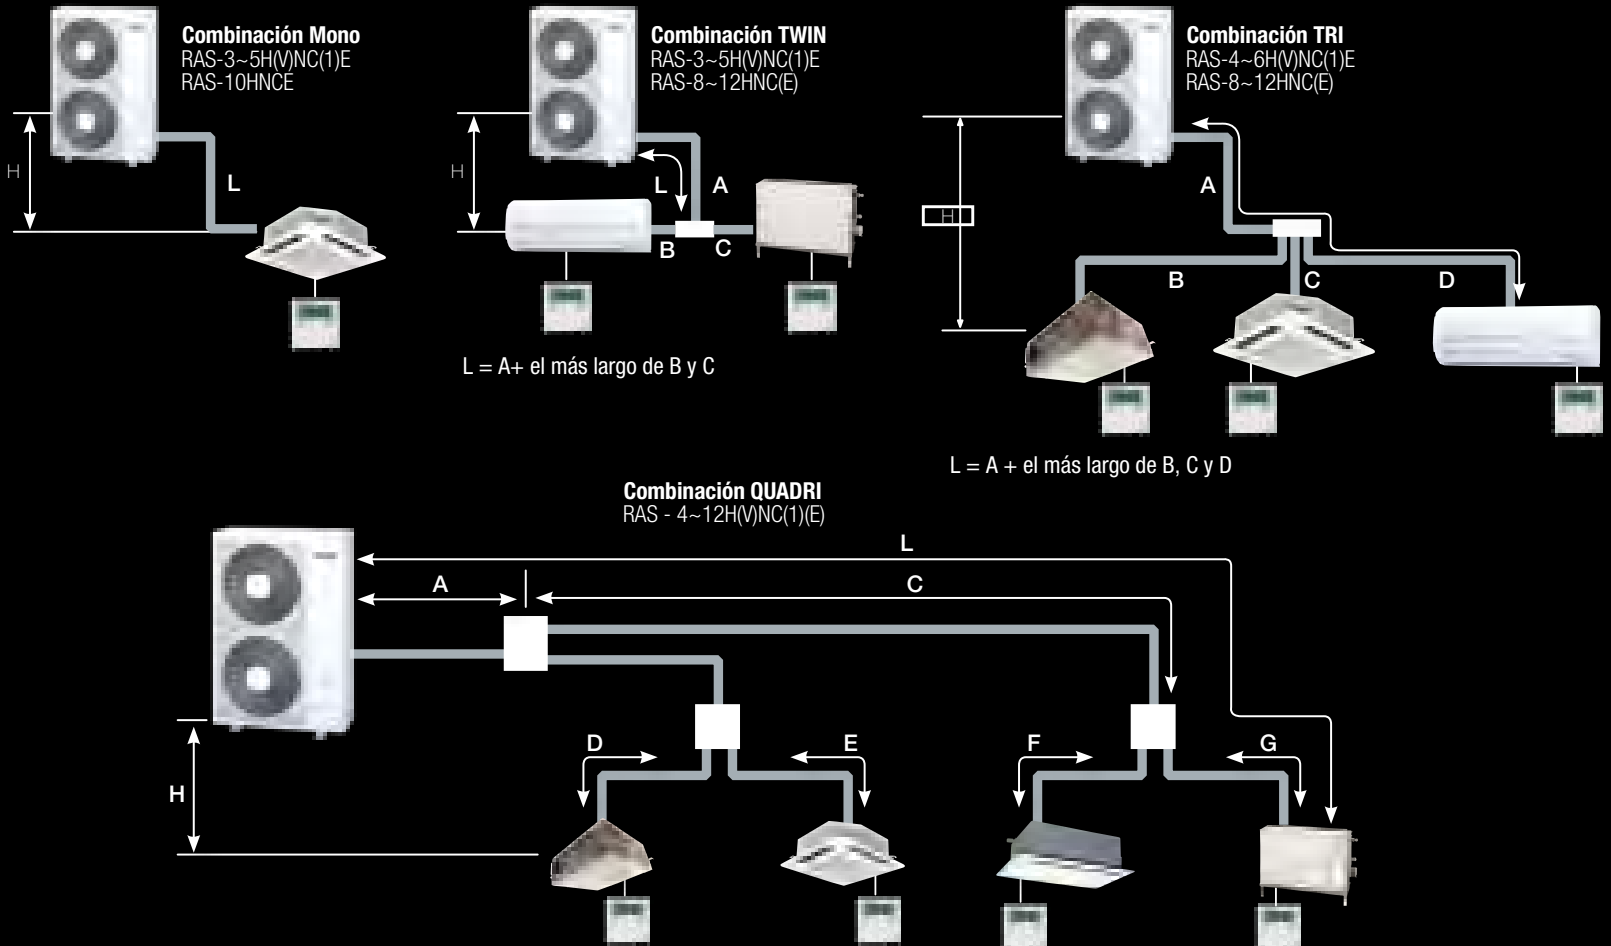 Combinación Mono
RAS-3~5H(V)NC(1)E
RAS-10HNCE
H
L
Combinación TWIN
RAS-3~5H(V)NC(1)E
RAS-8~12HNC(E)
H
L
A
B
C
L = A+ el más largo de B y C
Combinación TRI
RAS-4~6H(V)NC(1)E
RAS-8~12HNC(E)
A
H
B
C
D
L = A + el más largo de B, C y D
Combinación QUADRI
RAS - 4~12H(V)NC(1)(E)
L
A
C
D
E
F
G
H